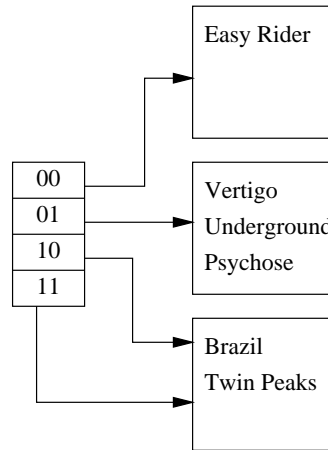 Easy Rider
00
01
10
11
Vertigo
Underground
Psychose
Brazil
Twin Peaks